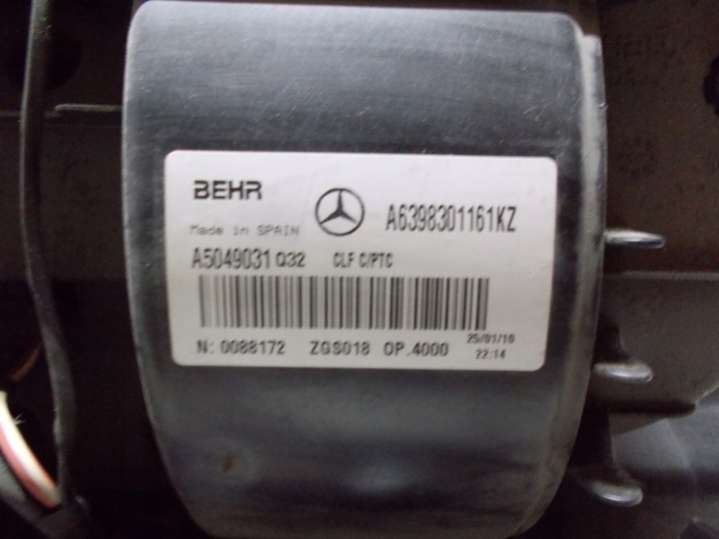 BEHR
A6398301161KZ
Made in SPAIN
A5049031 Q32 CLF C/PTC
N: 0088172 ZGS018 OP.4000
25/01/10
22:14